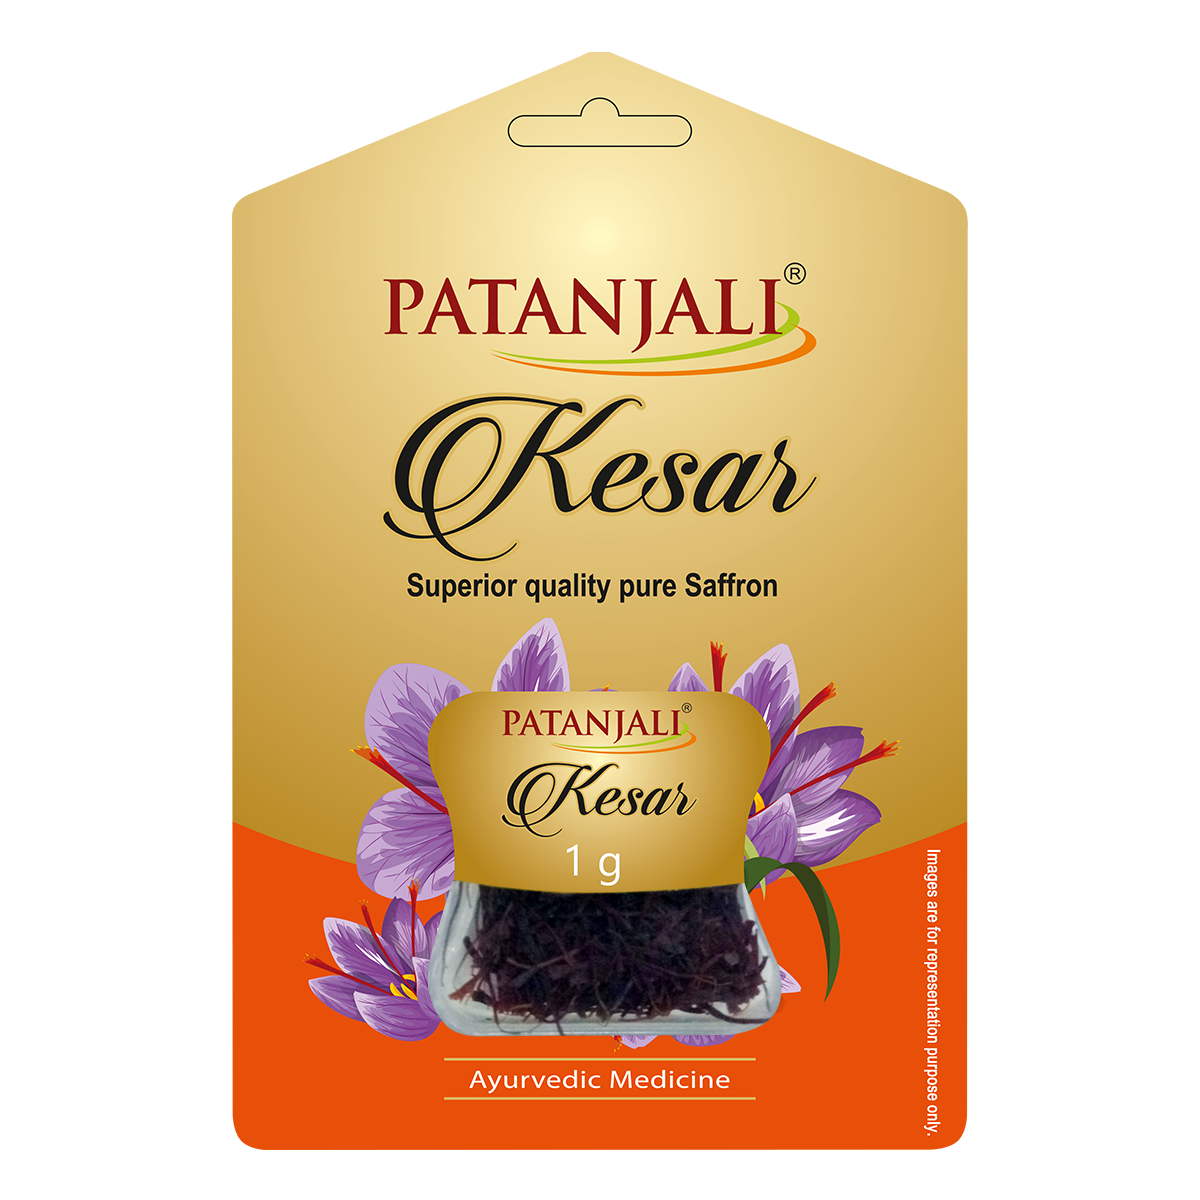 PATANJALI®
Kesar
Superior quality pure Saffron
PATANJALI®
Kesar
1 g
Ayurvedic Medicine
Images are for representation purpose only.